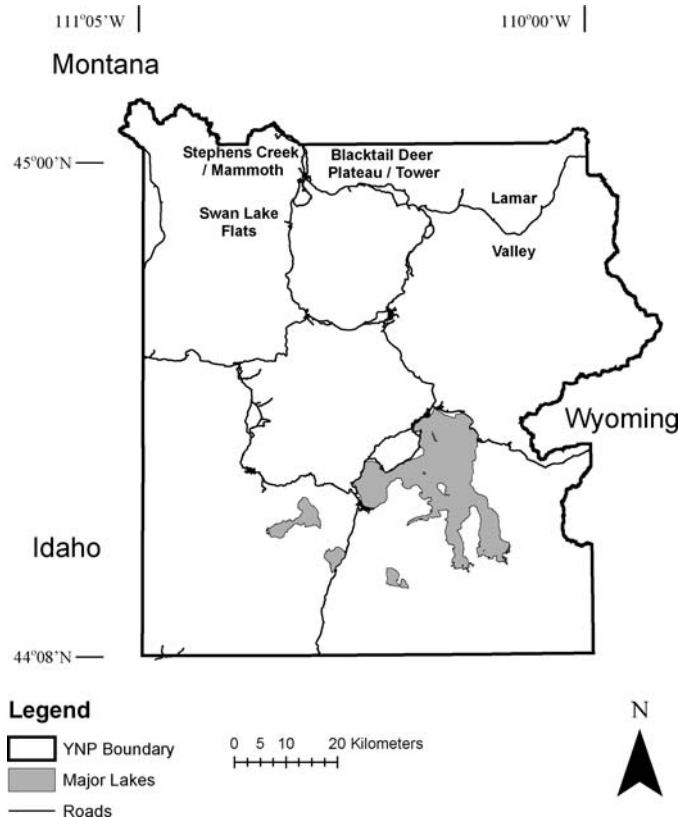 111°05'W
110°00'W
Montana
45°00'N
Stephens Creek
/ Mammoth
Blacktail Deer
Plateau / Tower
Lamar
Swan Lake
Flats
Valley
Wyoming
Idaho
44°08'N
Legend
YNP Boundary
Major Lakes
Roads
0 5 10 20 Kilometers
N